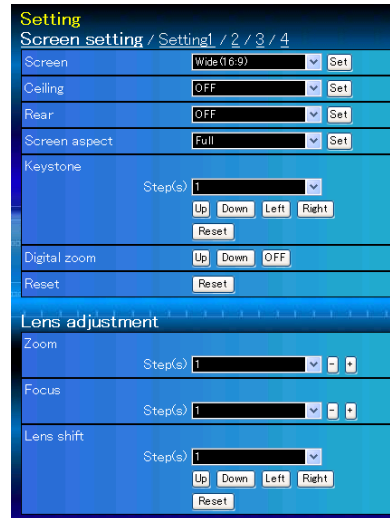 Setting
Screen setting / Setting1 / 2 / 3 / 4
Screen Wide(16:9) Set
Ceiling OFF Set
Rear OFF Set
Screen aspect Full Set
Keystone
Step(s) 1
Up Down Left Right
Reset
Digital zoom Up Down OFF
Reset Reset
Lens adjustment
Zoom
Step(s) 1 - +
Focus
Step(s) 1 - +
Lens shift
Step(s) 1
Up Down Left Right
Reset